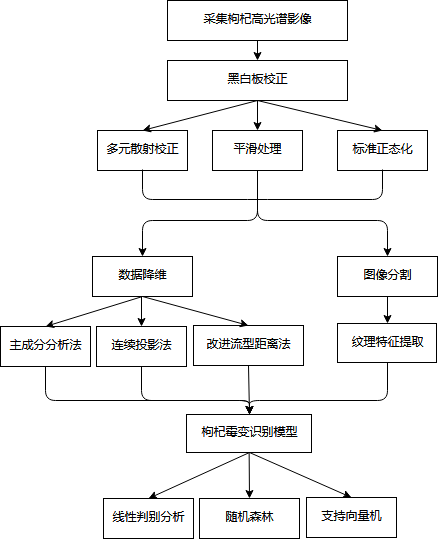 采集枸杞高光谱影像
黑白板校正
多元散射校正
平滑处理
标准正态化
数据降维
图像分割
主成分分析法
连续投影法
改进流型距离法
纹理特征提取
枸杞霉变识别模型
线性判别分析
随机森林
支持向量机